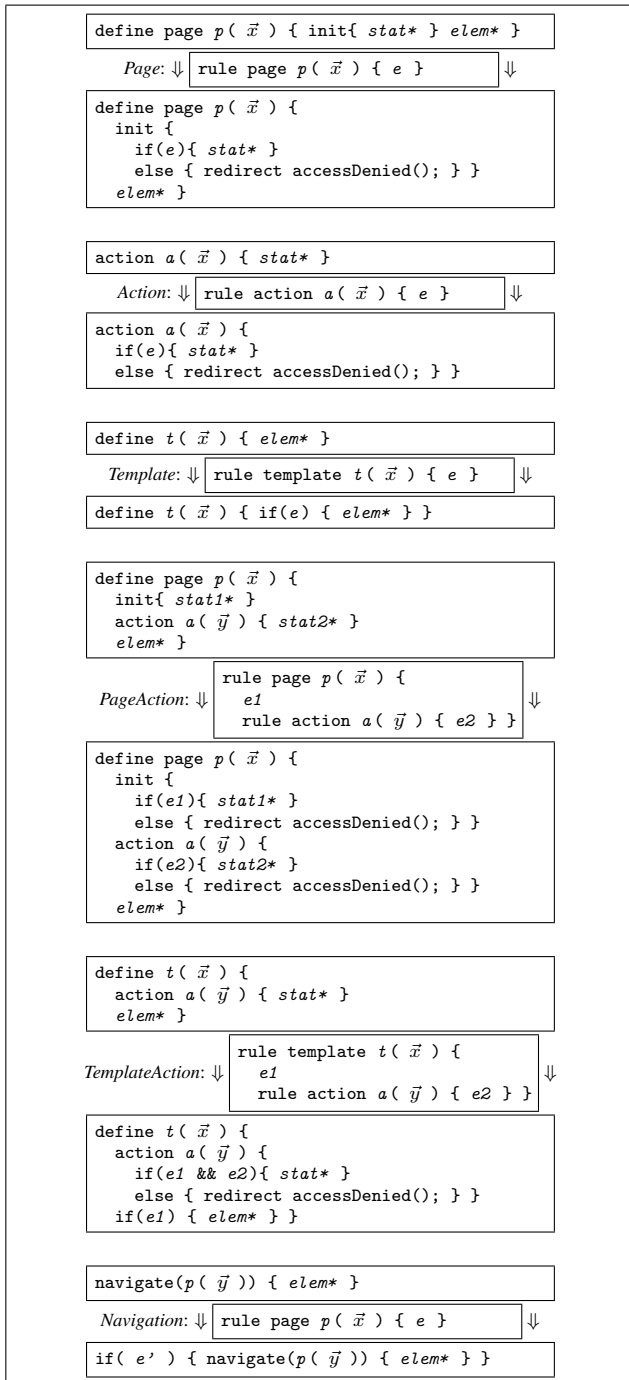 define page p ( x⃗ ) { init{ stat* } elem* }
Page: ⇓ rule page p ( x⃗ ) { e } ⇓
define page p ( x⃗ ) {
init {
if(e){ stat* }
else { redirect accessDenied(); } }
elem* }
action a( x⃗ ) { stat* }
Action: ⇓ rule action a( x⃗ ) { e } ⇓
action a( x⃗ ) {
if(e){ stat* }
else { redirect accessDenied(); } }
define t( x⃗ ) { elem* }
Template: ⇓ rule template t( x⃗ ) { e } ⇓
define t( x⃗ ) { if(e) { elem* } }
define page p ( x⃗ ) {
init{ stat1* }
action a( y⃗ ) { stat2* }
elem* }
rule page p ( x⃗ ) {
PageAction: ⇓ e1 ⇓
rule action a( y⃗ ) { e2 } }
define page p ( x⃗ ) {
init {
if(e1){ stat1* }
else { redirect accessDenied(); } }
action a( y⃗ ) {
if(e2){ stat2* }
else { redirect accessDenied(); } }
elem* }
define t( x⃗ ) {
action a( y⃗ ) { stat* }
elem* }
rule template t( x⃗ ) {
TemplateAction: ⇓ e1 ⇓
rule action a( y⃗ ) { e2 } }
define t( x⃗ ) {
action a( y⃗ ) {
if(e1 && e2){ stat* }
else { redirect accessDenied(); } }
if(e1) { elem* } }
navigate(p( y⃗ )) { elem* }
Navigation: ⇓ rule page p( x⃗ ) { e } ⇓
if( e’ ) { navigate(p( y⃗ )) { elem* } }